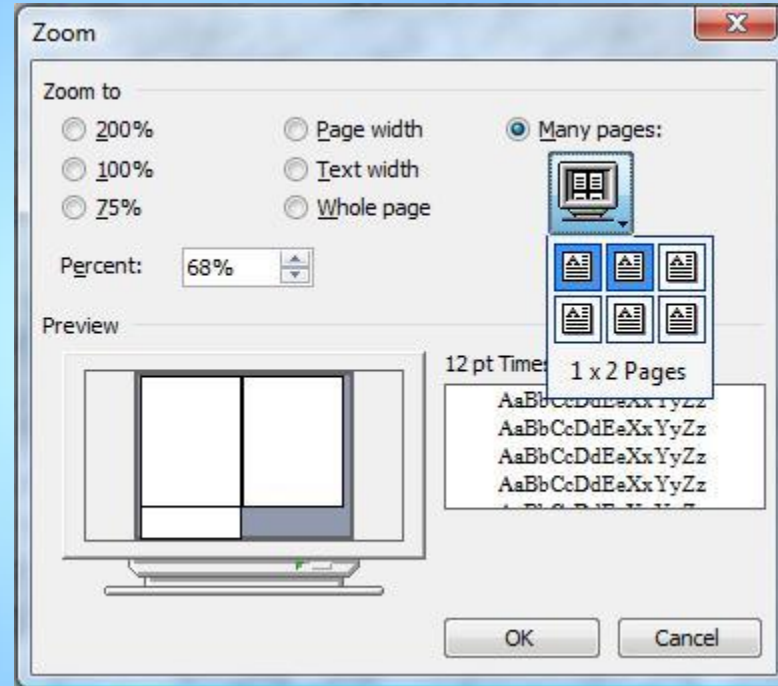 Zoom
Zoom to
200%
Page width
Many pages:
100%
Text width
75%
Whole page
Percent:
68%
1 x 2 Pages
Preview
12 pt Times
AaBbCcDdEeXxYyZz
AaBbCcDdEeXxYyZz
AaBbCcDdEeXxYyZz
AaBbCcDdEeXxYyZz
OK
Cancel